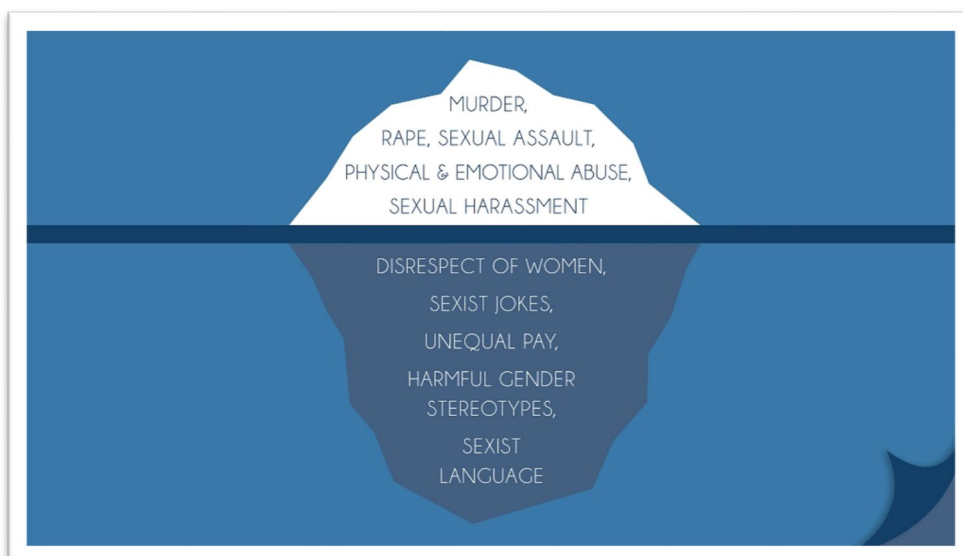 MURDER,
RAPE, SEXUAL ASSAULT,
PHYSICAL & EMOTIONAL ABUSE,
SEXUAL HARASSMENT
DISRESPECT OF WOMEN,
SEXIST JOKES,
UNEQUAL PAY,
HARMFUL GENDER
STEREOTYPES,
SEXIST
LANGUAGE